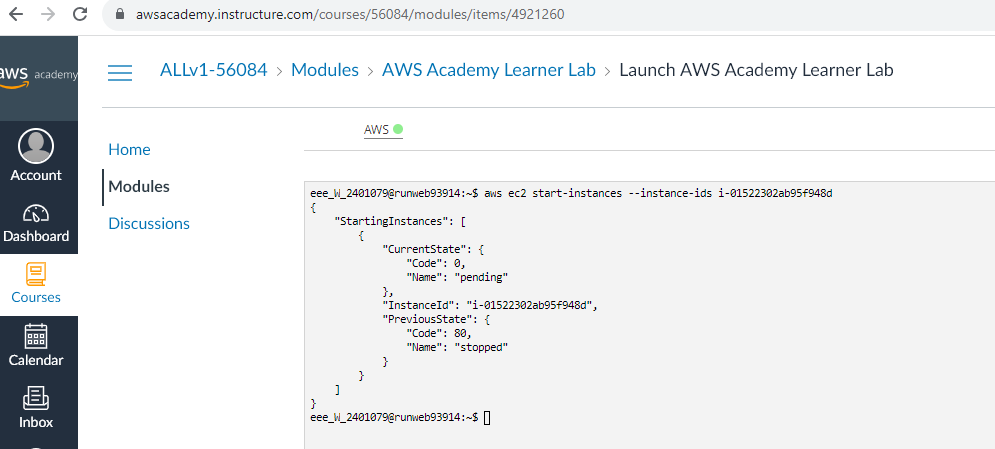 awsacademy.instructure.com/courses/56084/modules/items/4921260
aws academy
ALLv1-56084 > Modules > AWS Academy Learner Lab > Launch AWS Academy Learner Lab
Account
Dashboard
Courses
Calendar
Inbox
Home
Modules
Discussions
AWS
eee_W_2401079@runweb93914:~$ aws ec2 start-instances --instance-ids i-01522302ab95f948d
{
    "StartingInstances": [
        {
            "CurrentState": {
                "Code": 0,
                "Name": "pending"
            },
            "InstanceId": "i-01522302ab95f948d",
            "PreviousState": {
                "Code": 80,
                "Name": "stopped"
            }
        }
    ]
}
eee_W_2401079@runweb93914:~$